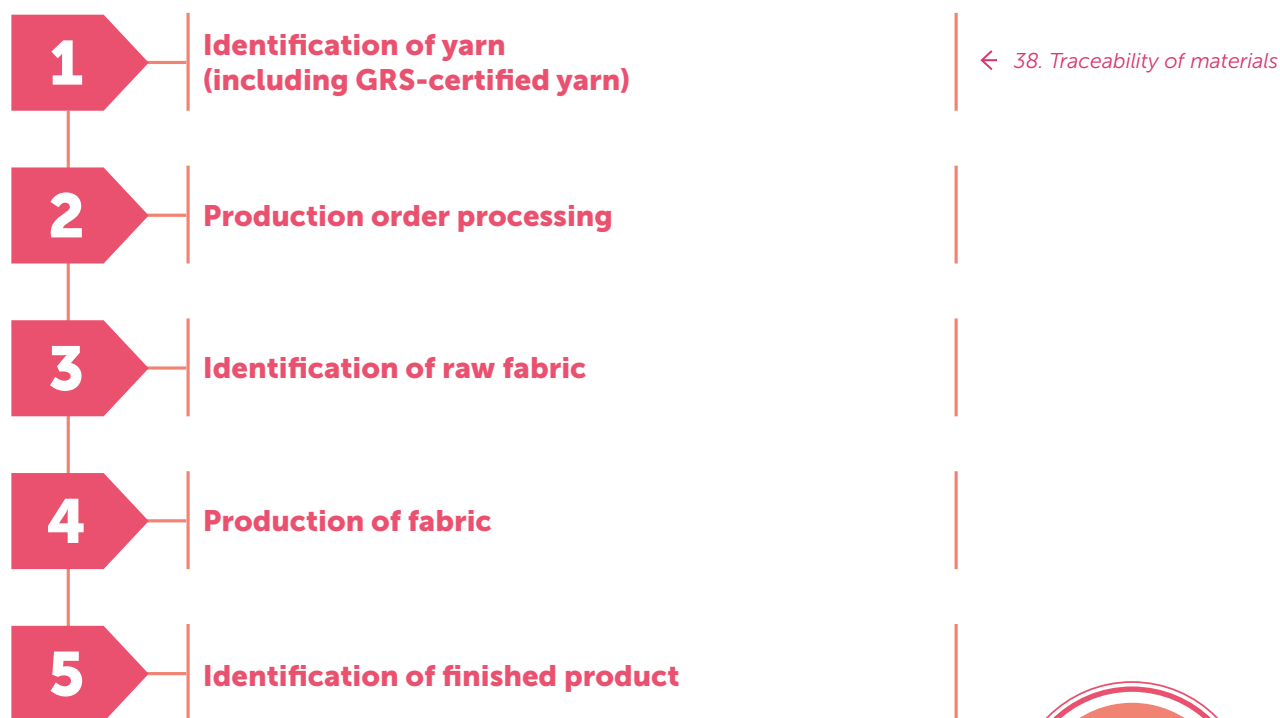 1
Identification of yarn
(including GRS-certified yarn)
← 38. Traceability of materials
2
Production order processing
3
Identification of raw fabric
4
Production of fabric
5
Identification of finished product